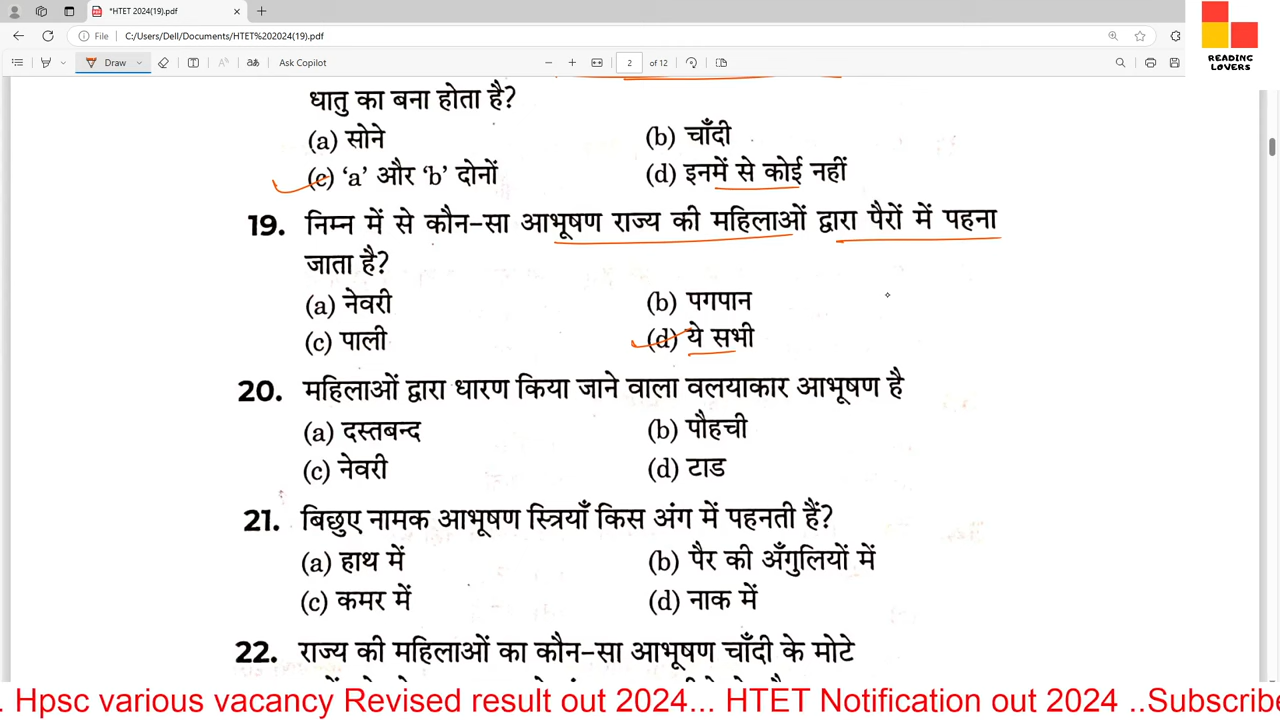 *HTET 2024(19).pdf
File
C:/Users/Dell/Documents/HTET%202024(19).pdf
Draw
Ask Copilot
2 of 12
READING
LOVERS
धातु का बना होता है?
(a) सोने
(b) चाँदी
(c) ‘a’ और ‘b’ दोनों
(d) इनमें से कोई नहीं
19. निम्न में से कौन-सा आभूषण राज्य की महिलाओं द्वारा पैरों में पहना
जाता है?
(a) नेवरी
(b) पगपान
(c) पाली
(d) ये सभी
20. महिलाओं द्वारा धारण किया जाने वाला वलयाकार आभूषण है
(a) दस्तबन्द
(b) पौहची
(c) नेवरी
(d) टाड
21. बिछुए नामक आभूषण स्त्रियाँ किस अंग में पहनती हैं?
(a) हाथ में
(b) पैर की अँगुलियों में
(c) कमर में
(d) नाक में
22. राज्य की महिलाओं का कौन-सा आभूषण चाँदी के मोटे
. Hpsc various vacancy Revised result out 2024... HTET Notification out 2024 ..Subscribe